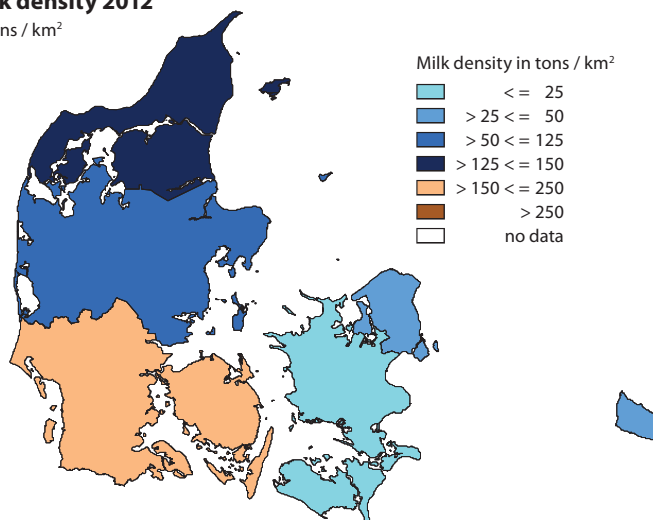 density 2012
/ km²
Milk density in tons / km²
<= 25
> 25 <= 50
> 50 <= 125
> 125 <= 150
> 150 <= 250
> 250
no data